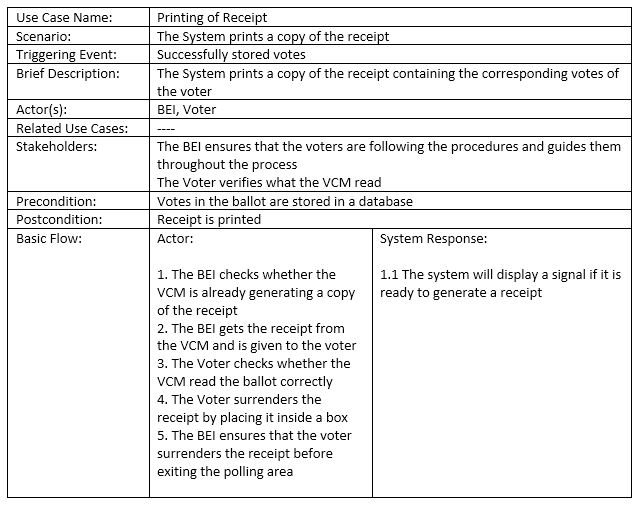 Use Case Name: Printing of Receipt
Scenario: The System prints a copy of the receipt
Triggering Event: Successfully stored votes
Brief Description: The System prints a copy of the receipt containing the corresponding votes of
the voter
Actor(s): BEI, Voter
Related Use Cases: ----
Stakeholders: The BEI ensures that the voters are following the procedures and guides them
throughout the process
The Voter verifies what the VCM read
Precondition: Votes in the ballot are stored in a database
Postcondition: Receipt is printed
Basic Flow:
Actor:
1. The BEI checks whether the
VCM is already generating a copy
of the receipt
2. The BEI gets the receipt from
the VCM and is given to the voter
3. The Voter checks whether the
VCM read the ballot correctly
4. The Voter surrenders the
receipt by placing it inside a box
5. The BEI ensures that the voter
surrenders the receipt before
exiting the polling area
System Response:
1.1 The system will display a signal if it is
ready to generate a receipt